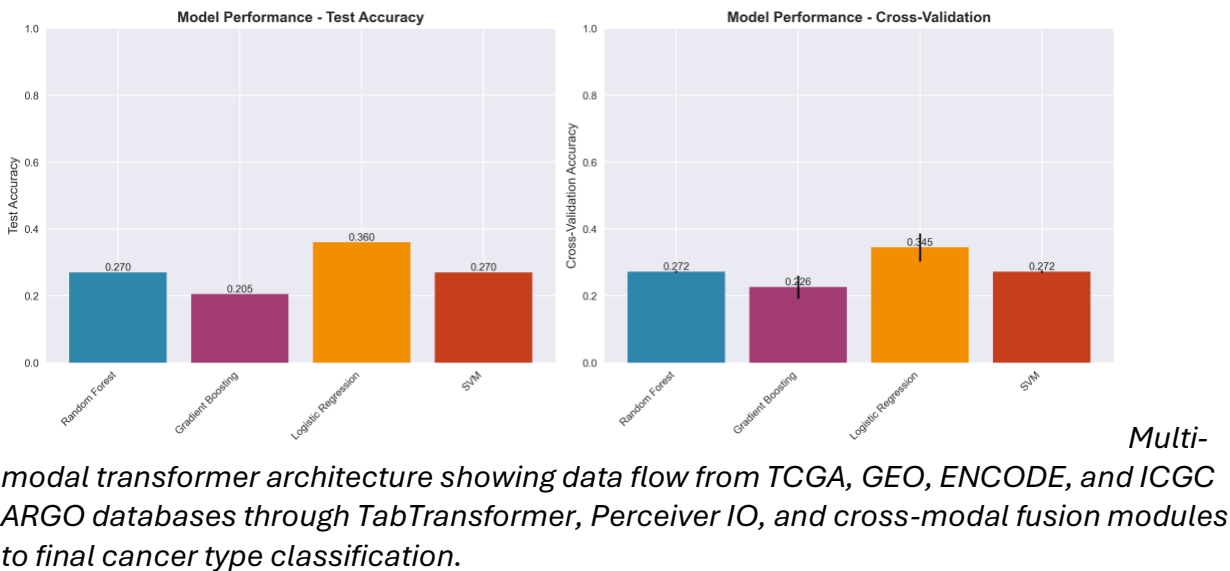 Model Performance - Test Accuracy
1.0
0.8
0.6
0.4
0.2
0.0
Test Accuracy
0.270
0.205
0.360
0.270
Random Forest
Gradient Boosting
Logistic Regression
SVM
Model Performance - Cross-Validation
1.0
0.8
0.6
0.4
0.2
0.0
Cross-Validation Accuracy
0.272
0.226
0.345
0.272
Random Forest
Gradient Boosting
Logistic Regression
SVM
Multi-
modal transformer architecture showing data flow from TCGA, GEO, ENCODE, and ICGC
ARGO databases through TabTransformer, Perceiver IO, and cross-modal fusion modules
to final cancer type classification.